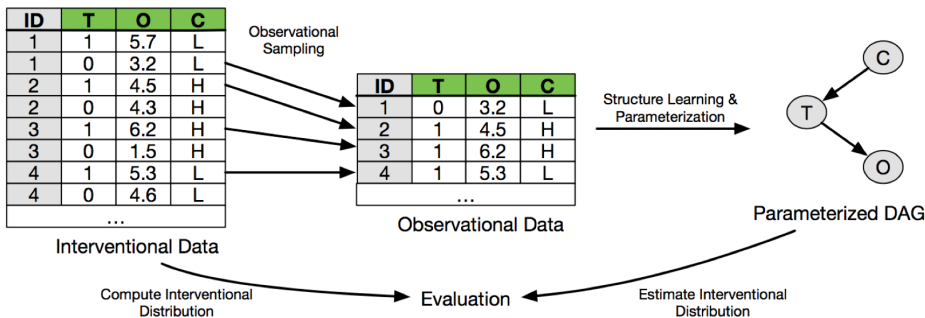 ID T O C
1 1 5.7 L
1 0 3.2 L
2 1 4.5 H
2 0 4.3 H
3 1 6.2 H
3 0 1.5 H
4 1 5.3 L
4 0 4.6 L
...
Interventional Data
Observational
Sampling
ID T O C
1 0 3.2 L
2 1 4.5 H
3 1 6.2 H
4 1 5.3 L
...
Observational Data
Structure Learning &
Parameterization
C
T
O
Parameterized DAG
Compute Interventional
Distribution
Evaluation
Estimate Interventional
Distribution